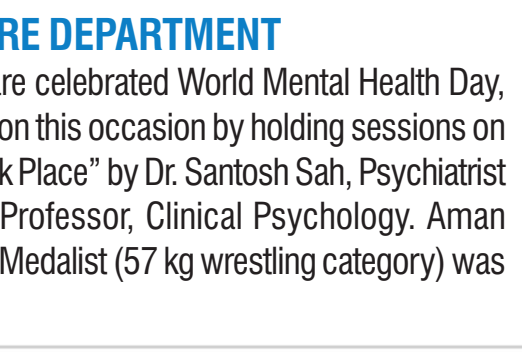 RE DEPARTMENT
are celebrated World Mental Health Day,
on this occasion by holding sessions on
k Place” by Dr. Santosh Sah, Psychiatrist
Professor, Clinical Psychology. Aman
Medalist (57 kg wrestling category) was